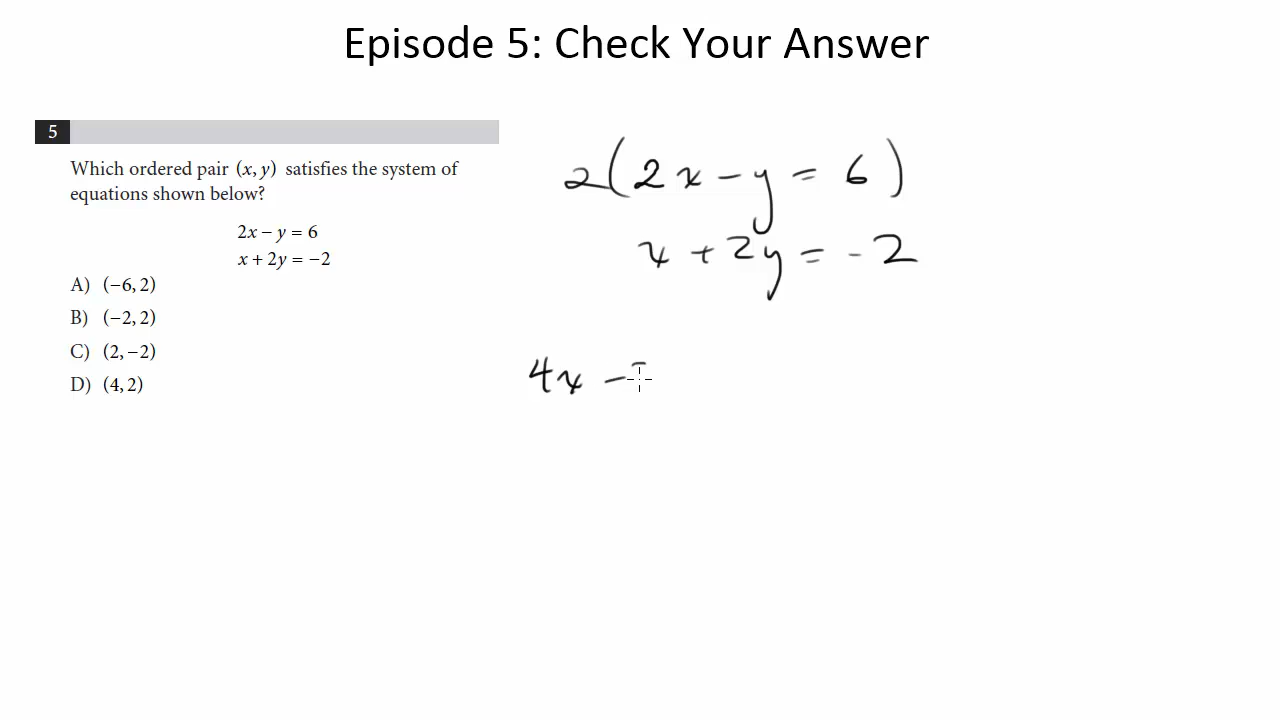 Episode 5: Check Your Answer
5
Which ordered pair (x, y) satisfies the system of
equations shown below?
2x − y = 6
x + 2y = −2
A) (−6, 2)
B) (−2, 2)
C) (2, −2)
D) (4, 2)
2(2x − y = 6)
x + 2y = -2
4x −